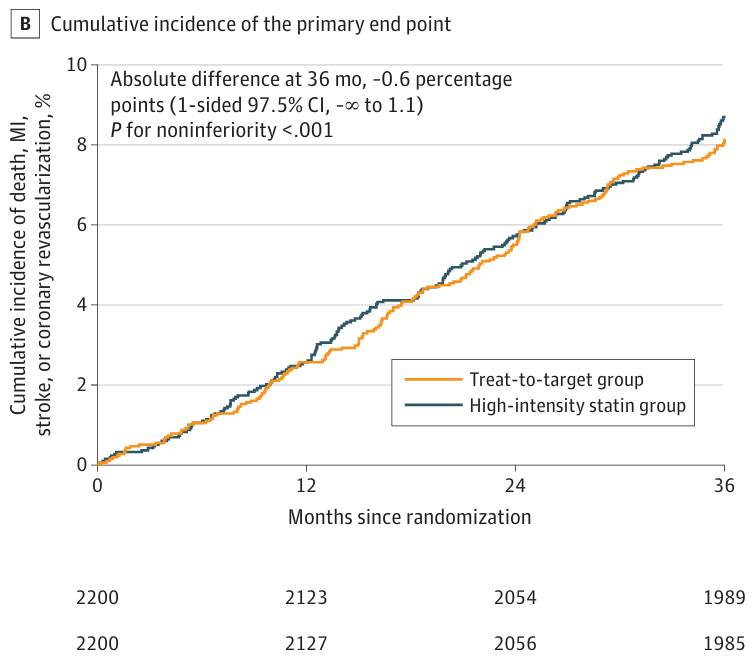 B Cumulative incidence of the primary end point
10
Absolute difference at 36 mo, -0.6 percentage
points (1-sided 97.5% CI, -∞ to 1.1)
P for noninferiority <.001
8
6
4
2
0
Cumulative incidence of death, MI,
stroke, or coronary revascularization, %
Treat-to-target group
High-intensity statin group
0 12 24 36
Months since randomization
2200 2123 2054 1989
2200 2127 2056 1985